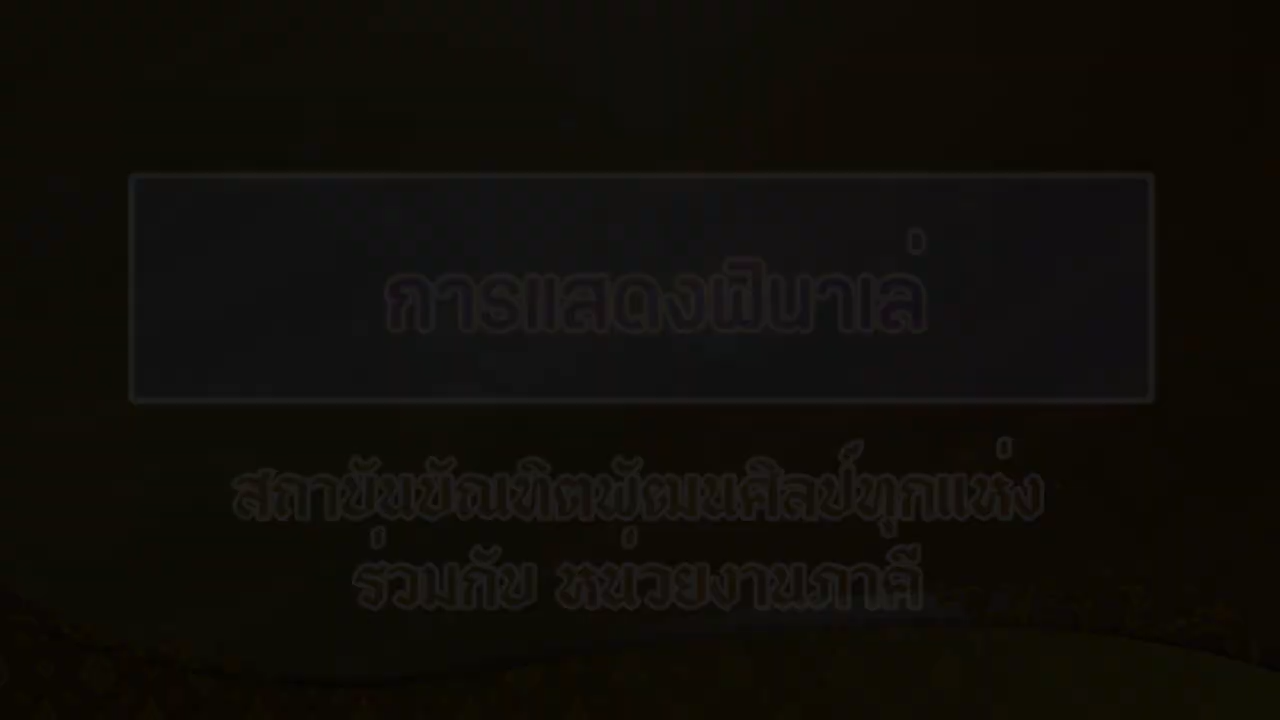 การแสดงฟินาเล่
สถาบันบัณฑิตพัฒนศิลป์ทุกแห่ง
ร่วมกับ หน่วยงานภาคี